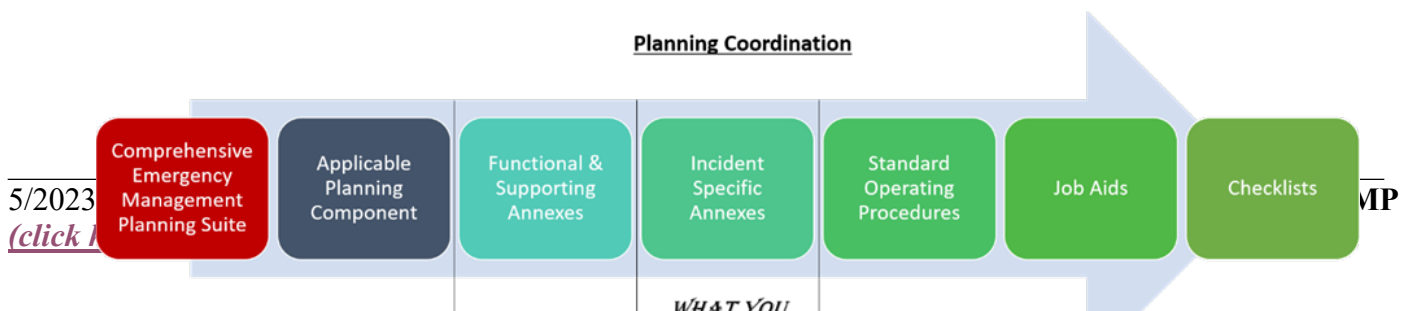 Planning Coordination
Comprehensive
Emergency
Management
Planning Suite
Applicable
Planning
Component
Functional &
Supporting
Annexes
Incident
Specific
Annexes
Standard
Operating
Procedures
Job Aids
Checklists
5/2023
MP
(click
WHAT YOU